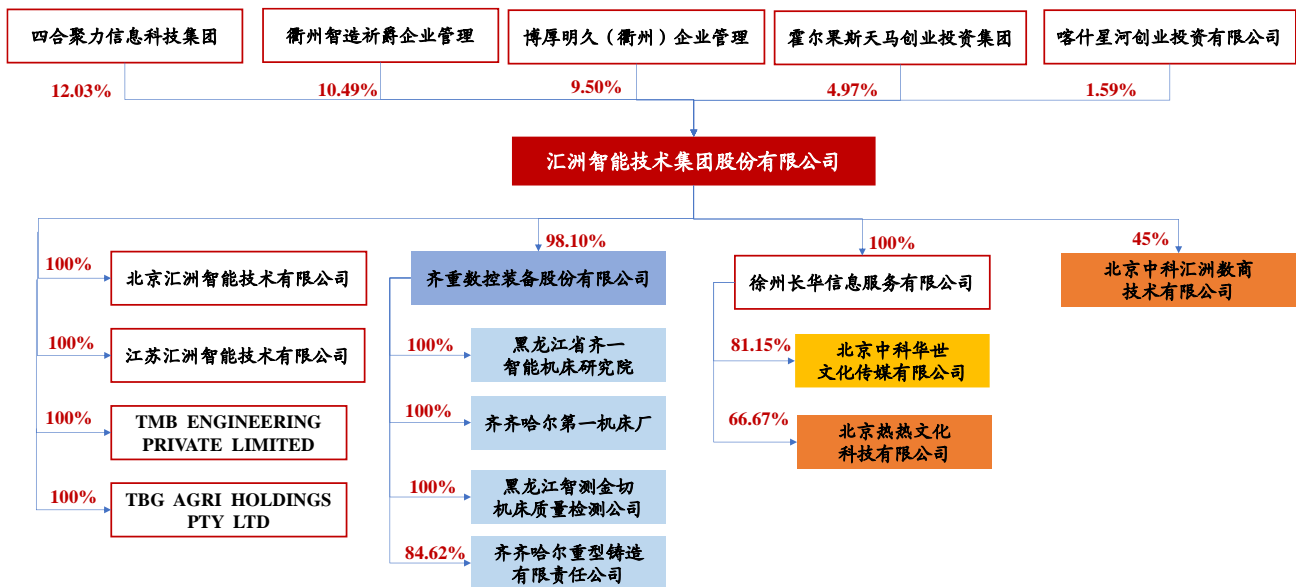 四合聚力信息科技集团
衢州智造祈爵企业管理
博厚明久（衢州）企业管理
霍尔果斯天马创业投资集团
喀什星河创业投资有限公司
12.03%
10.49%
9.50%
4.97%
1.59%
汇洲智能技术集团股份有限公司
98.10%
100%
45%
100%
北京汇洲智能技术有限公司
齐重数控装备股份有限公司
徐州长华信息服务有限公司
北京中科汇洲数商
技术有限公司
100%
江苏汇洲智能技术有限公司
100%
黑龙江省齐一
智能机床研究院
81.15%
北京中科华世
文化传媒有限公司
100%
TMB ENGINEERING
PRIVATE LIMITED
100%
齐齐哈尔第一机床厂
66.67%
北京热热文化
科技有限公司
100%
TBG AGRI HOLDINGS
PTY LTD
100%
黑龙江智测金切
机床质量检测公司
84.62%
齐齐哈尔重型铸造
有限责任公司